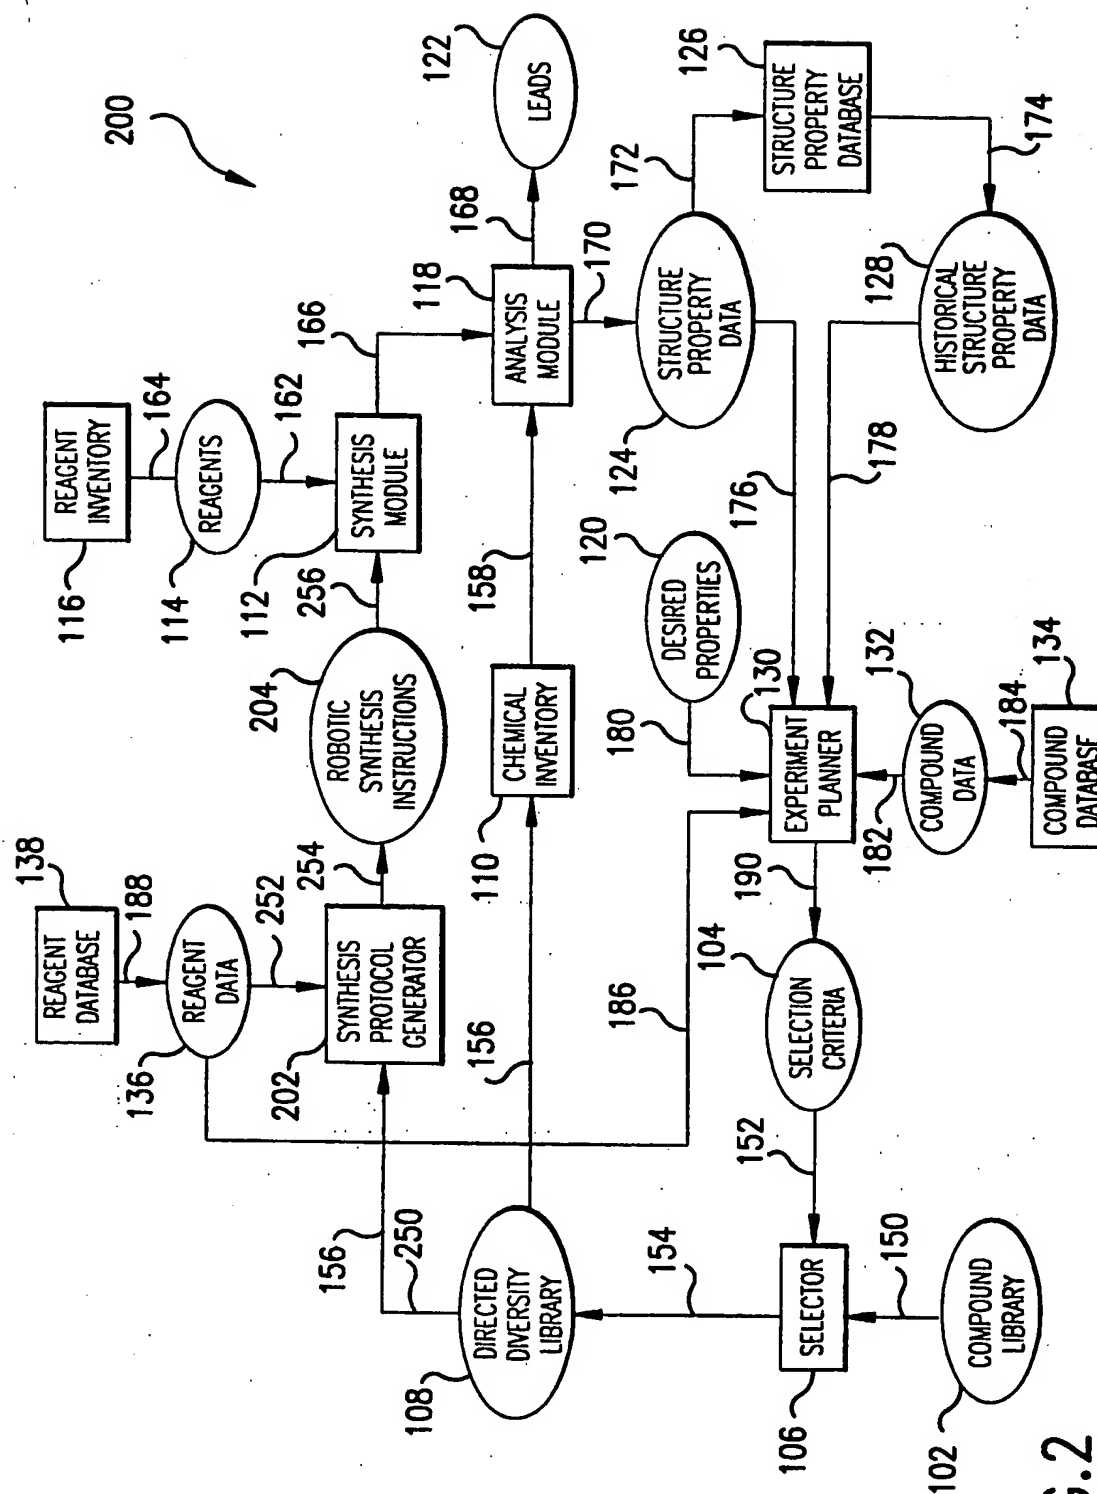 200
REAGENT
DATABASE
138
188
REAGENT
DATA
136
252
SYNTHESIS
PROTOCOL
GENERATOR
202
254
ROBOTIC
SYNTHESIS
INSTRUCTIONS
204
256
REAGENT
INVENTORY
116
164
REAGENTS
114
162
SYNTHESIS
MODULE
112
166
156
250
DIRECTED
DIVERSITY
LIBRARY
108
156
CHEMICAL
INVENTORY
110
158
ANALYSIS
MODULE
118
168
LEADS
122
170
STRUCTURE
PROPERTY
DATA
124
172
STRUCTURE
PROPERTY
DATABASE
126
174
HISTORICAL
STRUCTURE
PROPERTY
DATA
128
176
178
DESIRED
PROPERTIES
120
180
186
EXPERIMENT
PLANNER
130
182
COMPOUND
DATA
132
184
COMPOUND
DATABASE
134
190
SELECTION
CRITERIA
104
152
154
SELECTOR
106
150
COMPOUND
LIBRARY
102
G.2